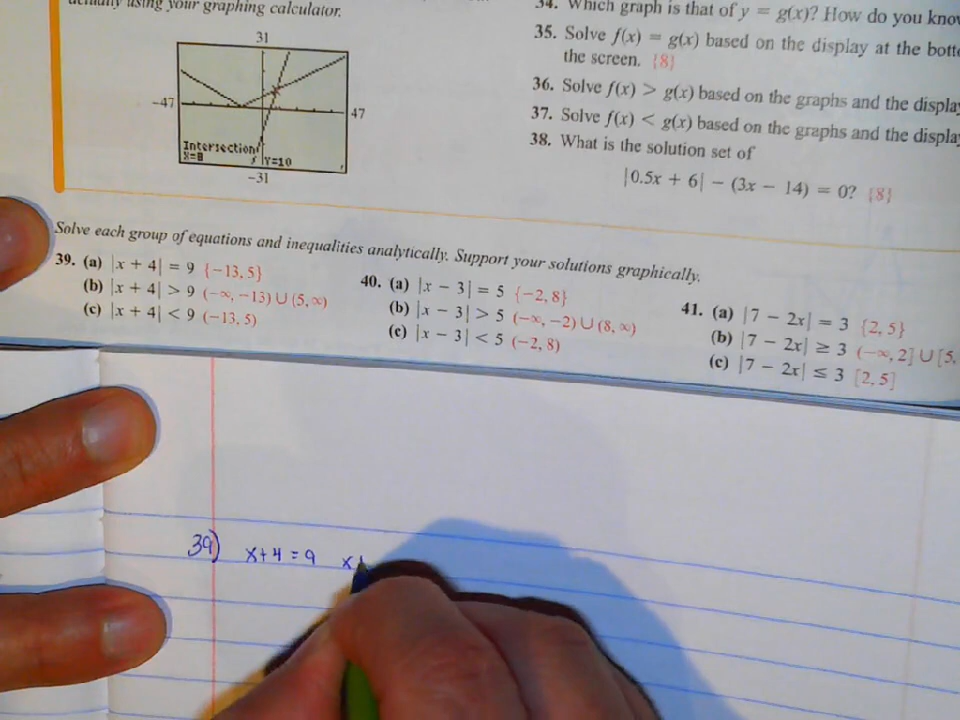 using your graphing calculator.
31
-47
47
Intersection
X=8
Y=10
-31
34. Which graph is that of y = g(x)? How do you
35. Solve f(x) = g(x) based on the display at the
the screen. {8}
36. Solve f(x) > g(x) based on the graphs and the
37. Solve f(x) < g(x) based on the graphs and the
38. What is the solution set of
|0.5x + 6| − (3x − 14) = 0? {8}
Solve each group of equations and inequalities analytically. Support your solutions graphically.
39. (a) |x + 4| = 9 {−13, 5}
(b) |x + 4| > 9 (−∞, −13) ∪ (5, ∞)
(c) |x + 4| < 9 (−13, 5)
40. (a) |x − 3| = 5 {−2, 8}
(b) |x − 3| > 5 (−∞, −2) ∪ (8, ∞)
(c) |x − 3| < 5 (−2, 8)
41. (a) |7 − 2x| = 3 {2, 5}
(b) |7 − 2x| ≥ 3 (−∞, 2] ∪ [5,
(c) |7 − 2x| ≤ 3 [2, 5]
39) x+4=9 x